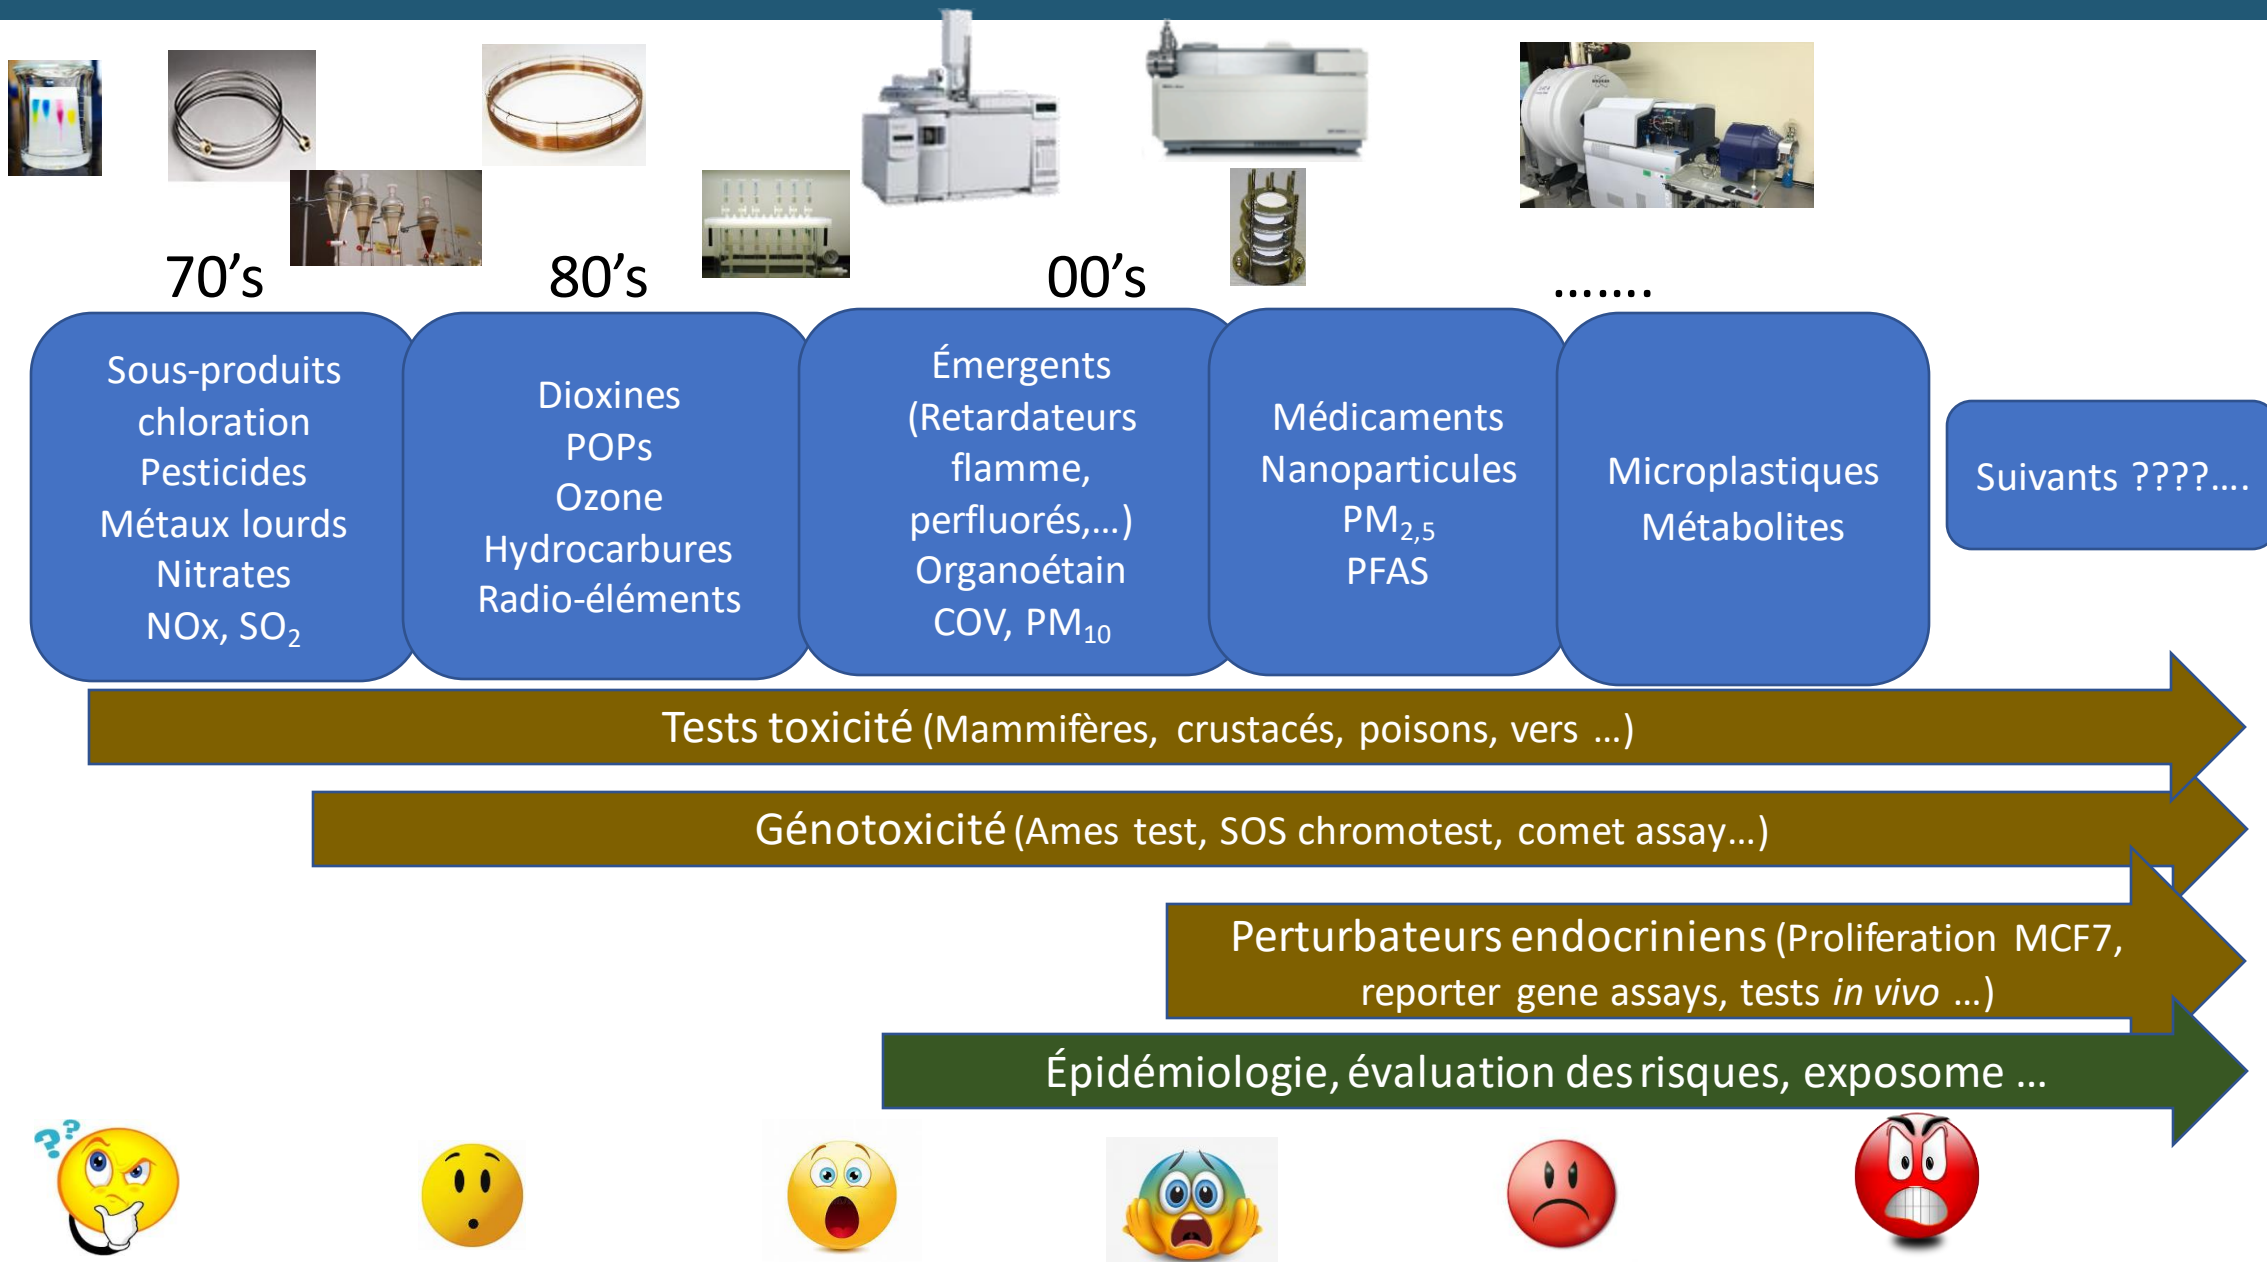 70's
80's
00's
.......
Sous-produits
chloration
Pesticides
Métaux lourds
Nitrates
NOx, SO₂
Dioxines
POPs
Ozone
Hydrocarbures
Radio-éléments
Émergents
(Retardateurs
flamme,
perfluorés,...)
Organoétain
COV, PM₁₀
Médicaments
Nanoparticules
PM₂,₅
PFAS
Microplastiques
Métabolites
Suivants ????....
Tests toxicité (Mammifères, crustacés, poisons, vers ...)
Génotoxicité (Ames test, SOS chromotest, comet assay...)
Perturbateurs endocriniens (Proliferation MCF7,
reporter gene assays, tests in vivo ...)
Épidémiologie, évaluation des risques, exposome ...
??